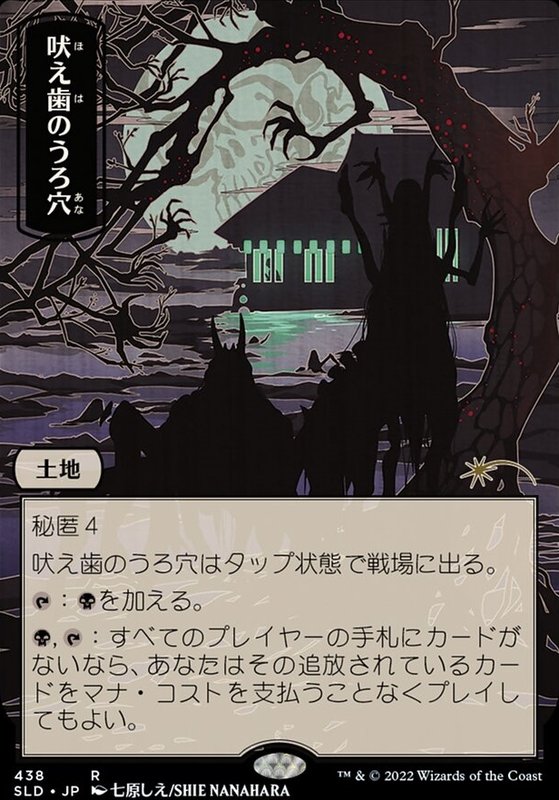 吠え歯のうろ穴
ほ
は
あな
土地
秘匿4
吠え歯のうろ穴はタップ状態で戦場に出る。
：を加える。
,：すべてのプレイヤーの手札にカードが
ないなら、あなたはその追放されているカー
ドをマナ・コストを支払うことなくプレイし
てもよい。
438 R
SLD・JP 七原しえ/SHIE NANAHARA
™ & © 2022 Wizards of the Coast